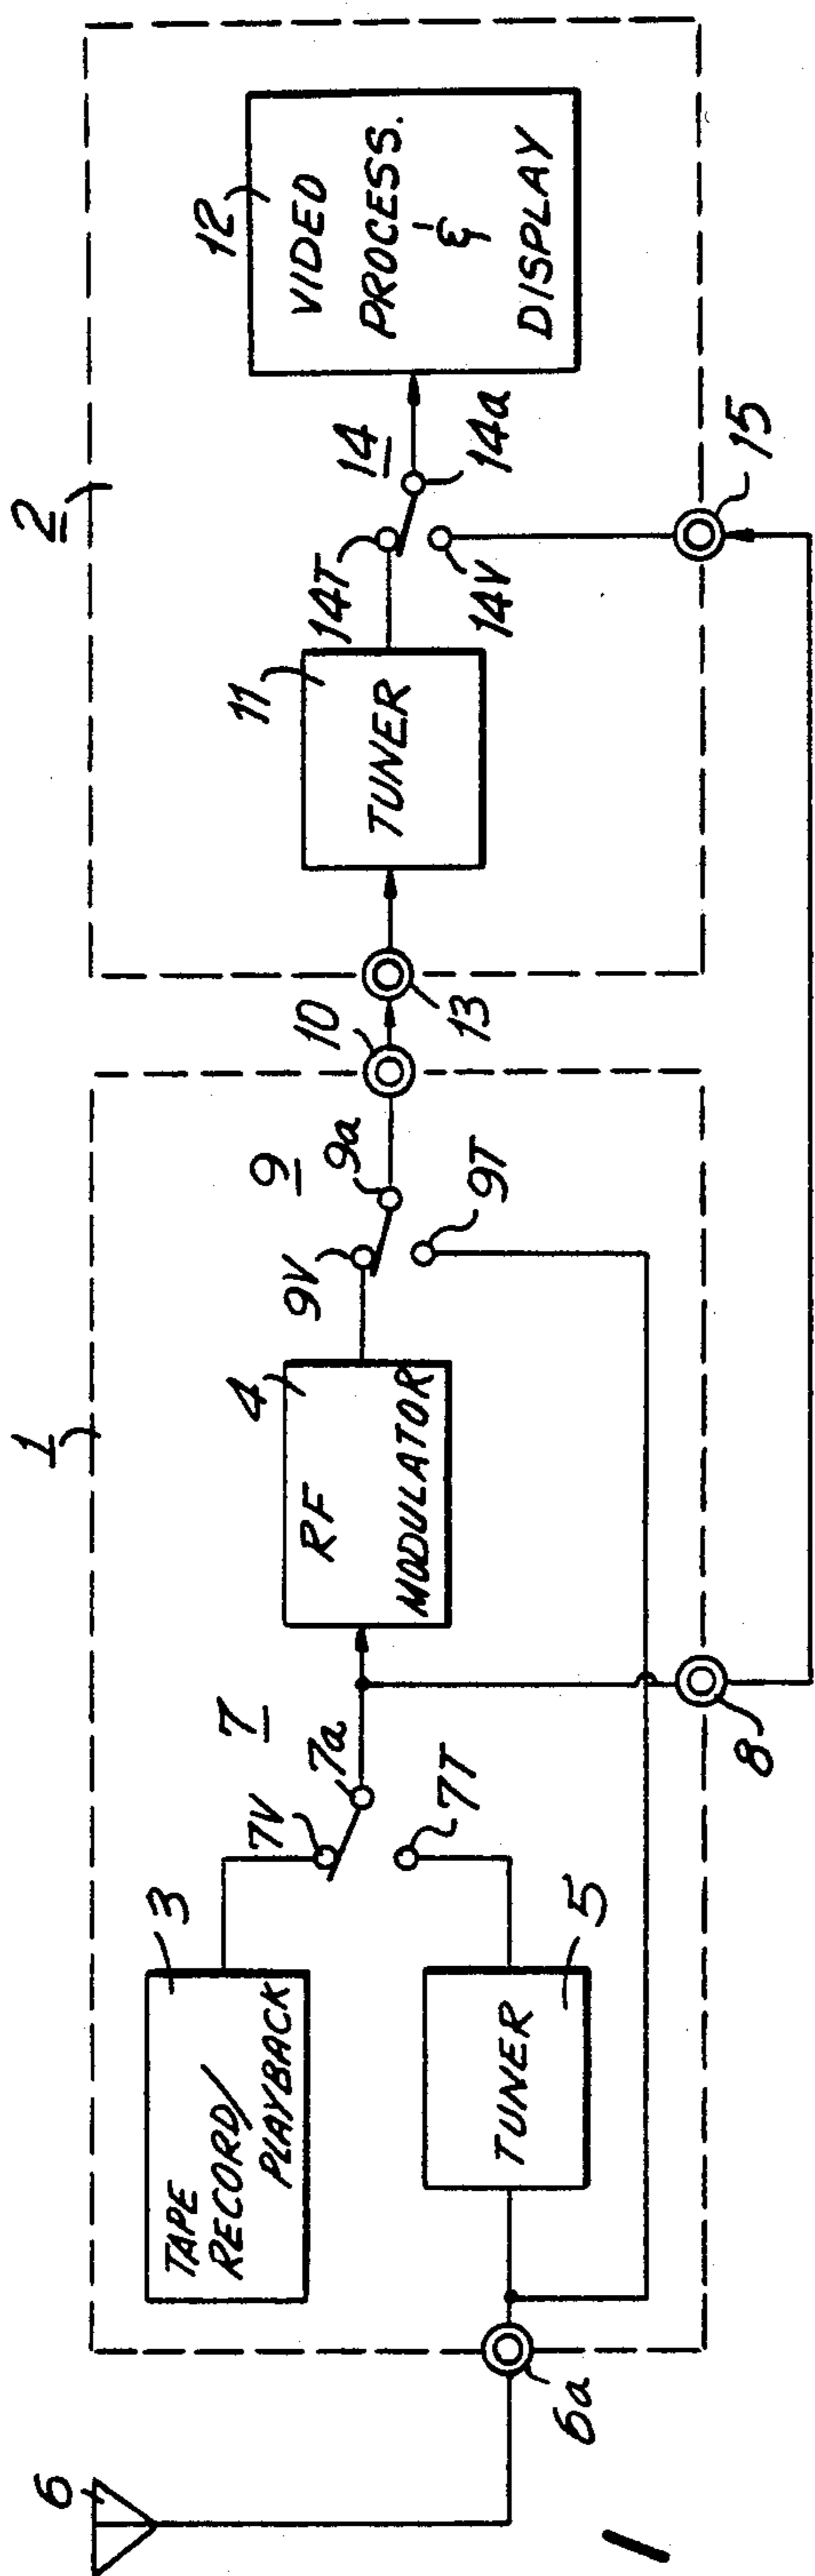 1
2
3
TAPE
RECORD/
PLAYBACK
7V
7
7a
7T
5
TUNER
6
6a
4
RF
MODULATOR
9V
9
9a
9T
10
13
8
11
TUNER
14T
14
14a
14V
12
VIDEO
PROCESS.
&
DISPLAY
15
1